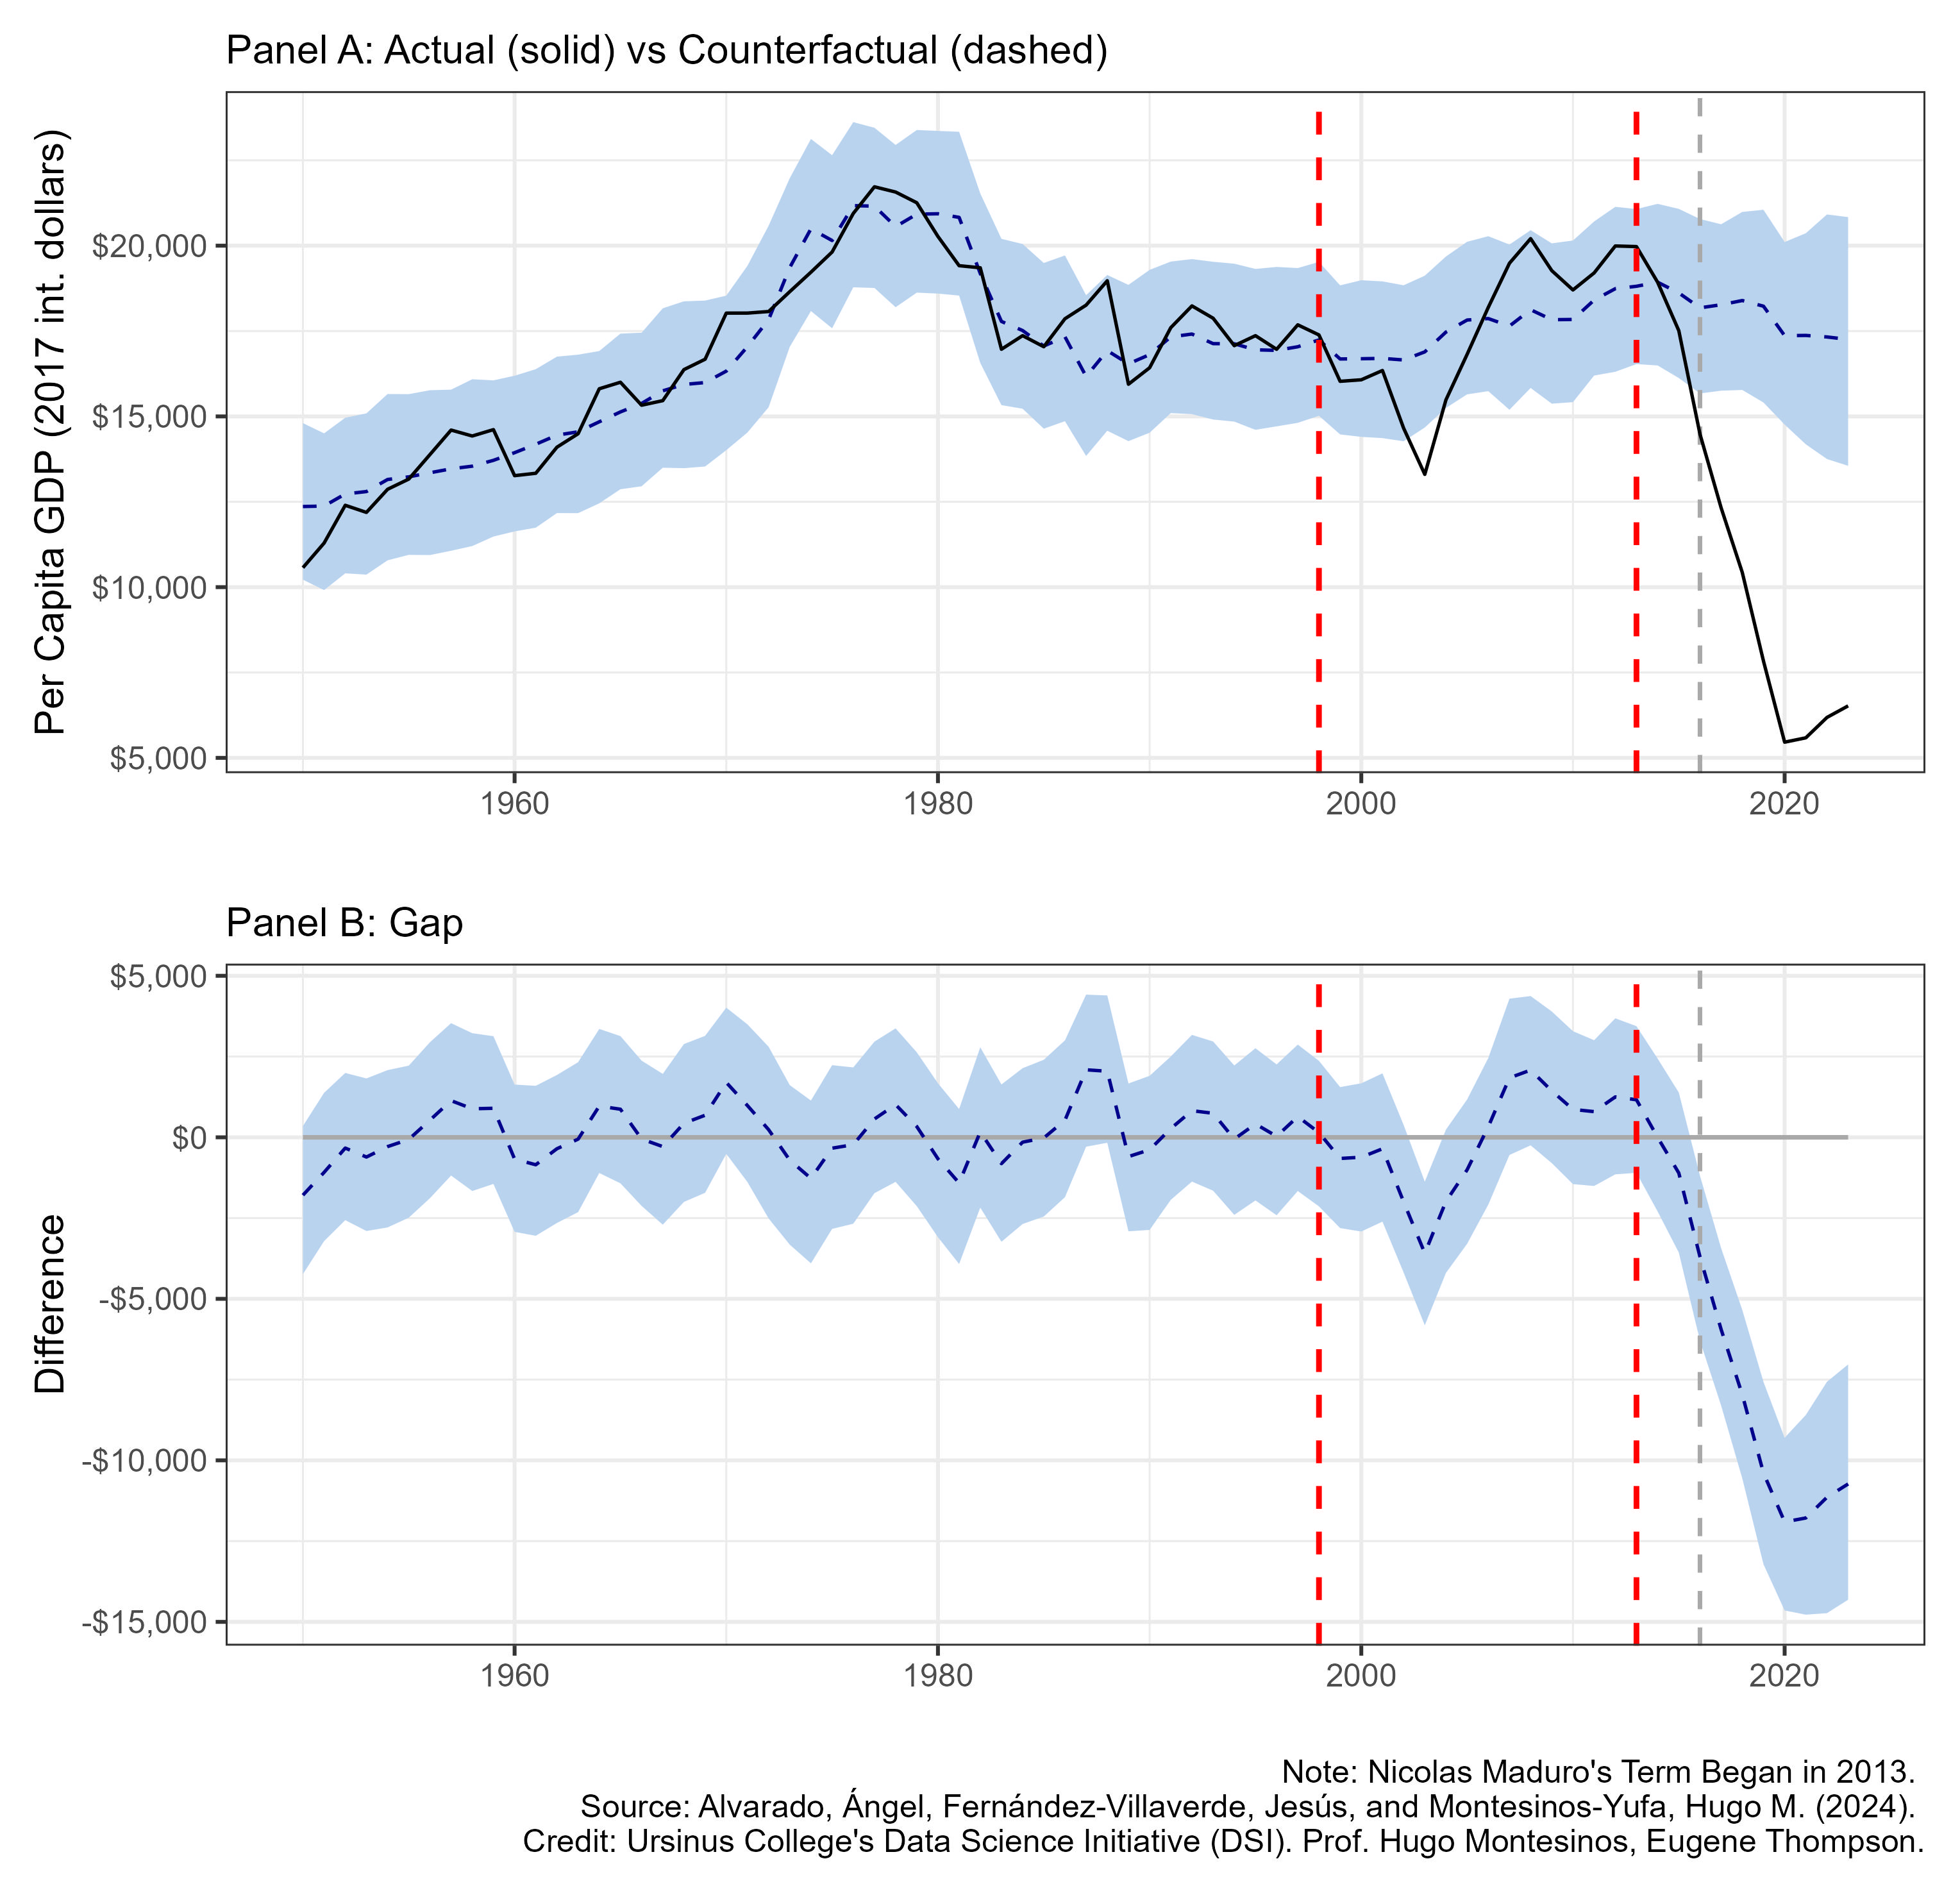 Panel A: Actual (solid) vs Counterfactual (dashed)
Per Capita GDP (2017 int. dollars)
$20,000
$15,000
$10,000
$5,000
1960 1980 2000 2020
Panel B: Gap
Difference
$5,000
$0
-$5,000
-$10,000
-$15,000
1960 1980 2000 2020
Note: Nicolas Maduro's Term Began in 2013.
Source: Alvarado, Ángel, Fernández-Villaverde, Jesús, and Montesinos-Yufa, Hugo M. (2024).
Credit: Ursinus College's Data Science Initiative (DSI). Prof. Hugo Montesinos, Eugene Thompson.